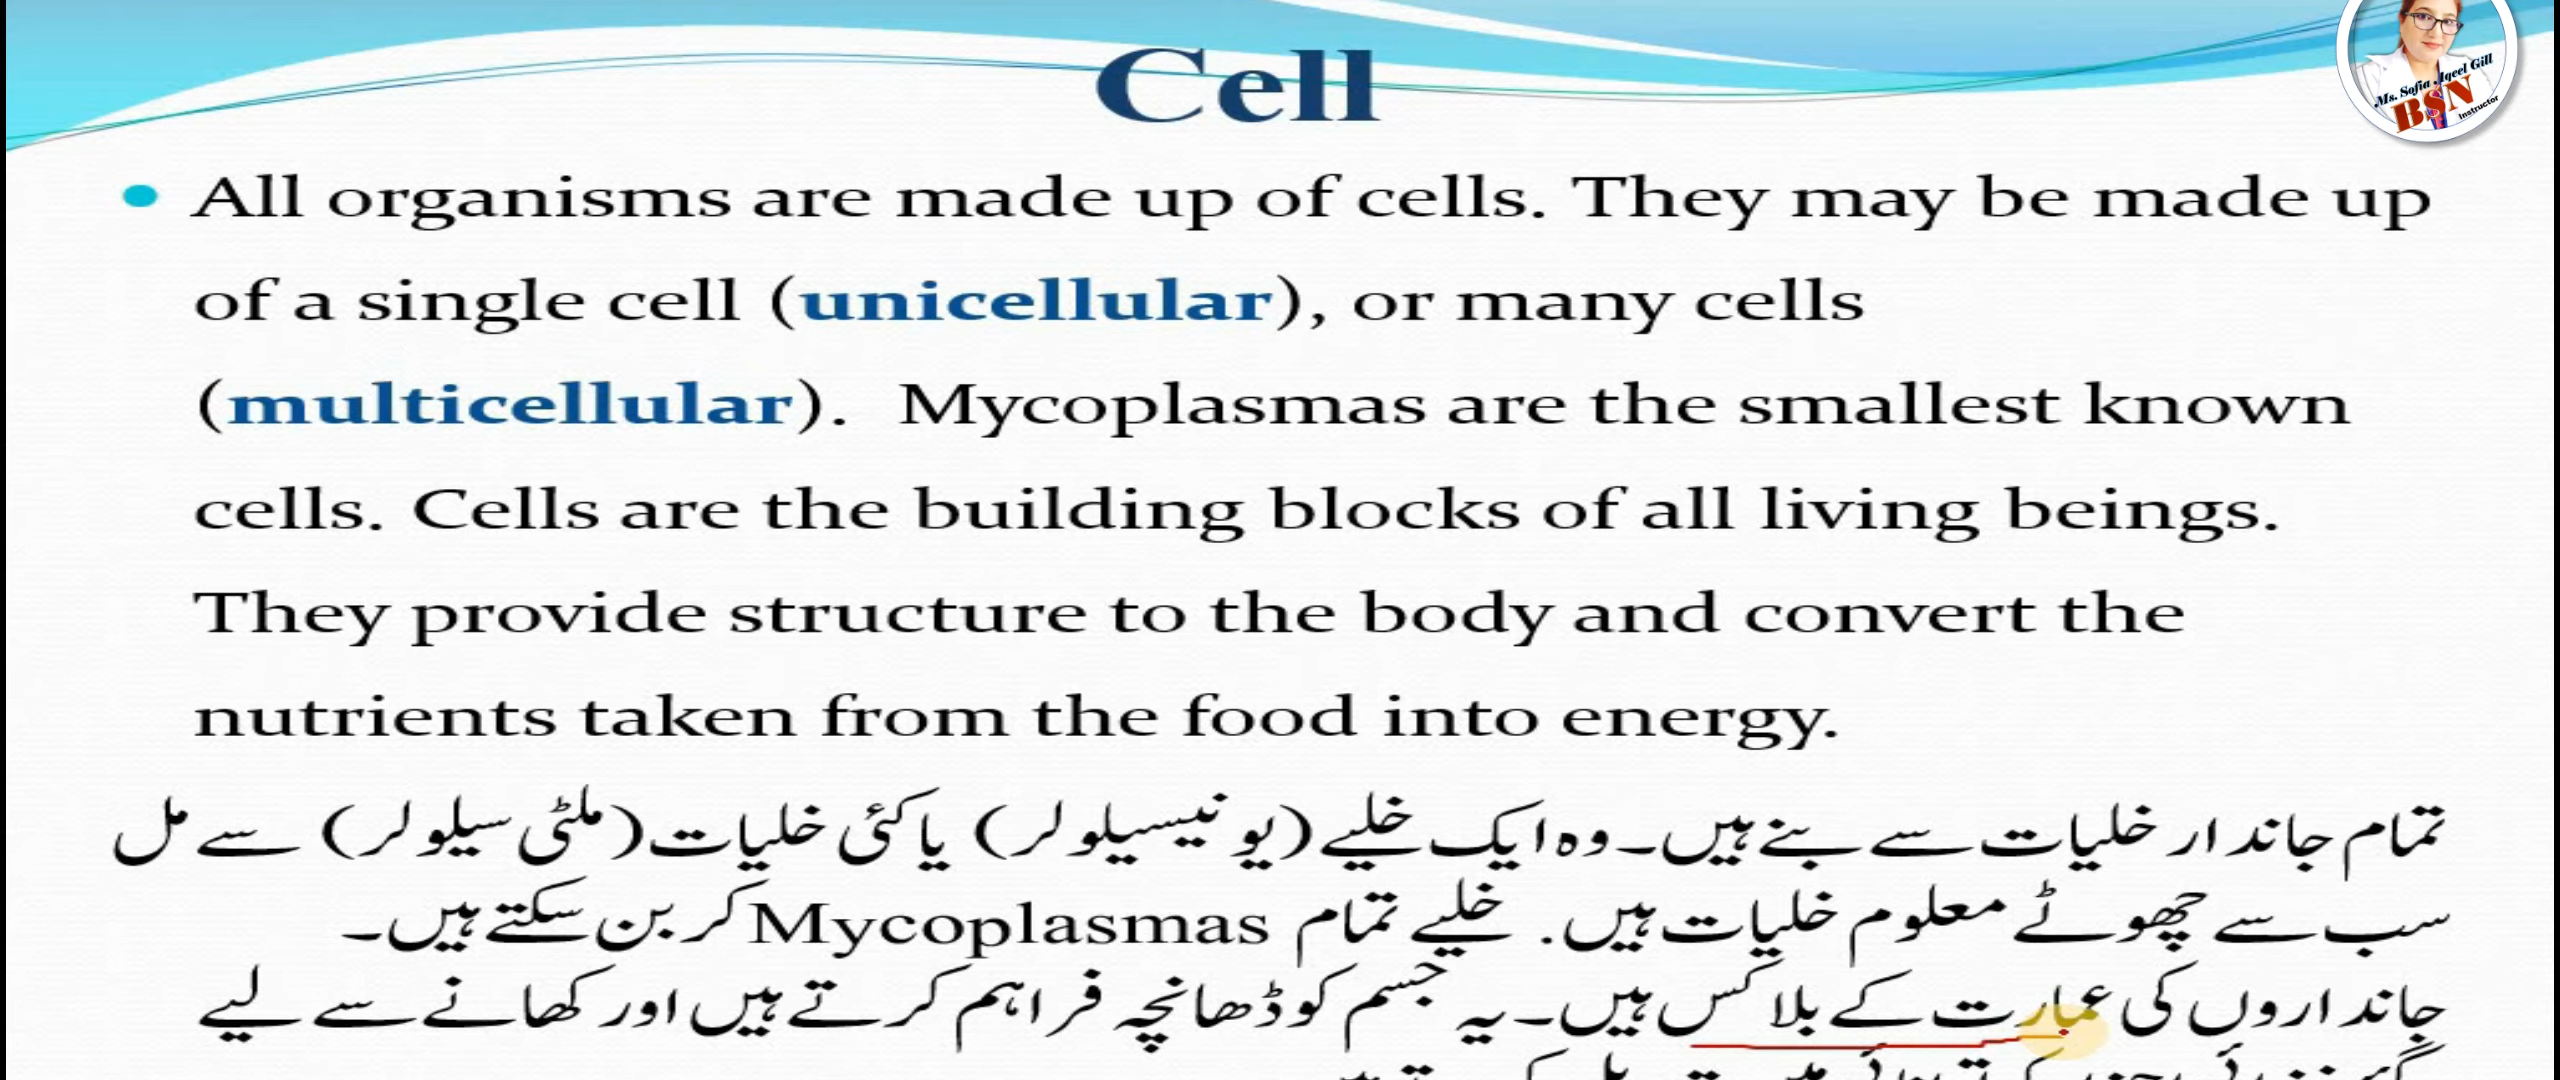 Cell
Ms. Sofia Aqeel Gill
BSN
Instructor
• All organisms are made up of cells. They may be made up
of a single cell (unicellular), or many cells
(multicellular). Mycoplasmas are the smallest known
cells. Cells are the building blocks of all living beings.
They provide structure to the body and convert the
nutrients taken from the food into energy.
تمام جاندار خلیات سے بنے ہیں۔ وہ ایک خلیے (یونیسیلولر) یا کئی خلیات (ملٹی سیلولر) سے مل
کر بن سکتے ہیں۔ Mycoplasmas سب سے چھوٹے معلوم خلیات ہیں. خلیے تمام
جانداروں کی عمارت کے بلاکس ہیں۔ یہ جسم کو ڈھانچہ فراہم کرتے ہیں اور کھانے سے لیے